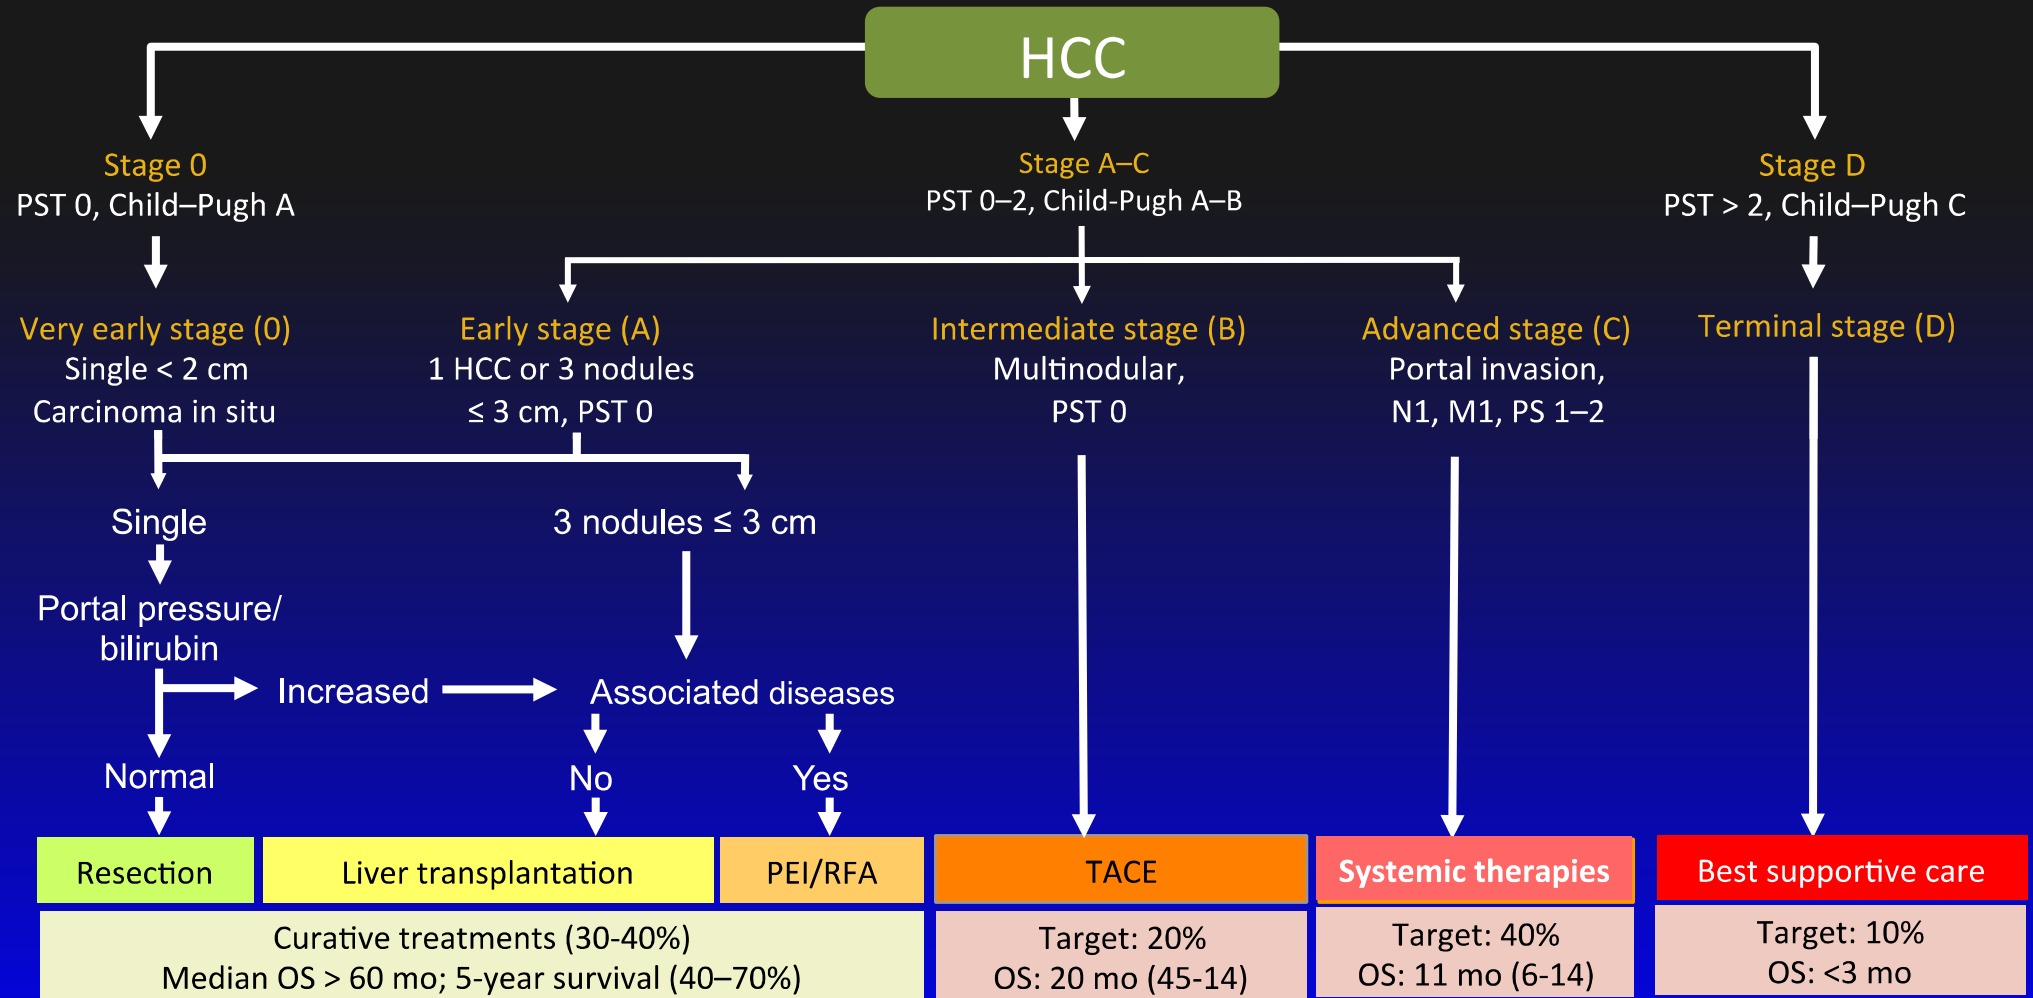 HCC
Stage 0
PST 0, Child–Pugh A
Stage A–C
PST 0–2, Child-Pugh A–B
Stage D
PST > 2, Child–Pugh C
Very early stage (0)
Single < 2 cm
Carcinoma in situ
Early stage (A)
1 HCC or 3 nodules
≤ 3 cm, PST 0
Intermediate stage (B)
Multinodular,
PST 0
Advanced stage (C)
Portal invasion,
N1, M1, PS 1–2
Terminal stage (D)
Single
3 nodules ≤ 3 cm
Portal pressure/
bilirubin
Increased
Associated diseases
Normal
No
Yes
Resection
Liver transplantation
PEI/RFA
TACE
Systemic therapies
Best supportive care
Curative treatments (30-40%)
Median OS > 60 mo; 5-year survival (40–70%)
Target: 20%
OS: 20 mo (45-14)
Target: 40%
OS: 11 mo (6-14)
Target: 10%
OS: <3 mo